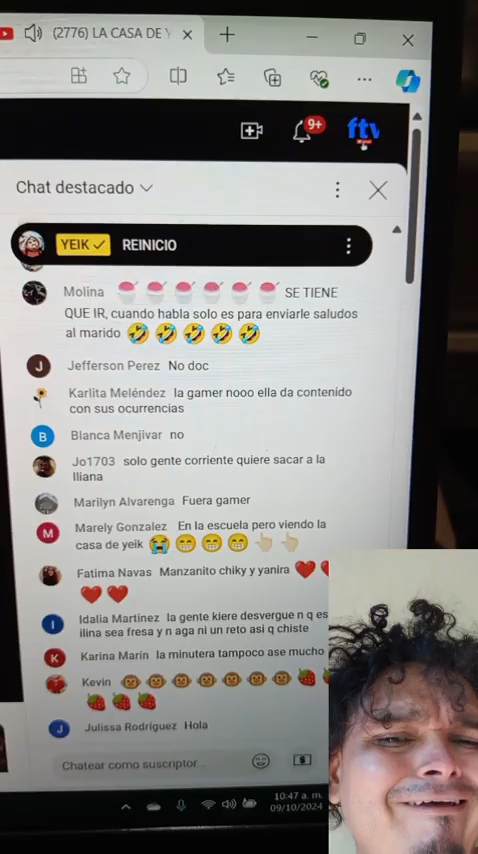 (2776) LA CASA DE Y
9+
ftv
Chat destacado
YEIK REINICIO
Molina SE TIENE
QUE IR, cuando habla solo es para enviarle saludos
al marido 🤣🤣🤣🤣🤣
J Jefferson Perez No doc
Karlita Meléndez la gamer nooo ella da contenido
con sus ocurrencias
B Blanca Menjivar no
Jo1703 solo gente corriente quiere sacar a la
Iliana
Marilyn Alvarenga Fuera gamer
M Marely Gonzalez En la escuela pero viendo la
casa de yeik 😭😁😁😁👆🏻👆🏻
Fatima Navas Manzanito chiky y yanira ❤️❤️
❤️❤️
I Idalia Martinez la gente kiere desvergue n q es
ilina sea fresa y n aga ni un reto asi q chiste
K Karina Marín la minutera tampoco ase mucho
Kevin 🐵🐵🐵🐵🐵🐵🐵🍓🍓
🍓🍓🍓
J Julissa Rodríguez Hola
Chatear como suscriptor...
10:47 a. m.
09/10/2024